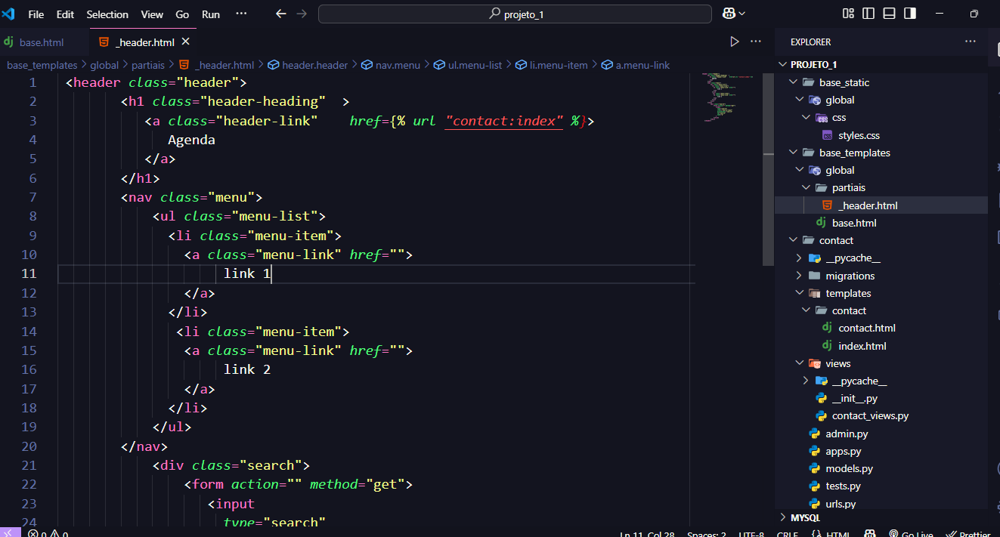 File Edit Selection View Go Run ··· ← → projeto_1
base.html _header.html × ··· EXPLORER ···
base_templates > global > partiais > _header.html > header.header > nav.menu > ul.menu-list > li.menu-item > a.menu-link
1 <header class="header">
2 <h1 class="header-heading" >
3 <a class="header-link" href={% url "contact:index" %}>
4 Agenda
5 </a>
6 </h1>
7 <nav class="menu">
8 <ul class="menu-list">
9 <li class="menu-item">
10 <a class="menu-link" href="">
11 link 1
12 </a>
13 </li>
14 <li class="menu-item">
15 <a class="menu-link" href="">
16 link 2
17 </a>
18 </li>
19 </ul>
20 </nav>
21 <div class="search">
22 <form action="" method="get">
23 <input
24 type="search"
PROJETO_1
base_static
global
css
styles.css
base_templates
global
partiais
_header.html
base.html
contact
__pycache__
migrations
templates
contact
contact.html
index.html
views
__pycache__
__init__.py
contact_views.py
admin.py
apps.py
models.py
tests.py
urls.py
MYSQL
0 0 Ln 11, Col 28 Spaces: 2 UTF-8 CRLF {} HTML Go Live Prettier